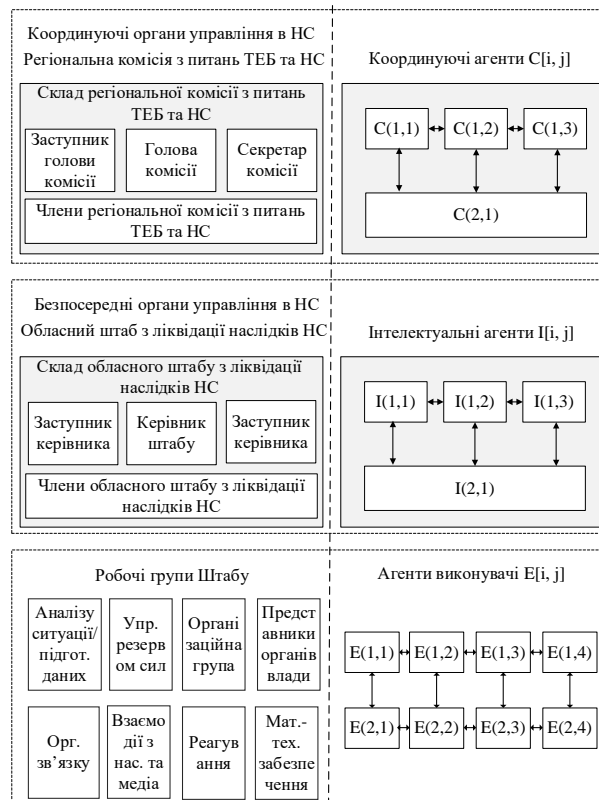 Координуючі органи управління в НС
Регіональна комісія з питань ТЕБ та НС
Склад регіональної комісії з питань
ТЕБ та НС
Заступник
голови
комісії
Голова
комісії
Секретар
комісії
Члени регіональної комісії з питань
ТЕБ та НС
Координуючі агенти C[i, j]
C(1,1)
C(1,2)
C(1,3)
C(2,1)
Безпосередні органи управління в НС
Обласний штаб з ліквідації наслідків НС
Склад обласного штабу з ліквідації
наслідків НС
Заступник
керівника
Керівник
штабу
Заступник
керівника
Члени обласного штабу з ліквідації
наслідків НС
Інтелектуальні агенти I[i, j]
I(1,1)
I(1,2)
I(1,3)
I(2,1)
Робочі групи Штабу
Аналізу
ситуації/
підгот.
даних
Упр.
резерв
ом сил
Органі
заційна
група
Предст
авники
органів
влади
Орг.
зв’язку
Взаємо
дії з
нас. та
медіа
Реагув
ання
Мат.-
тех.
забезпе
чення
Агенти виконувачі E[i, j]
E(1,1)
E(1,2)
E(1,3)
E(1,4)
E(2,1)
E(2,2)
E(2,3)
E(2,4)